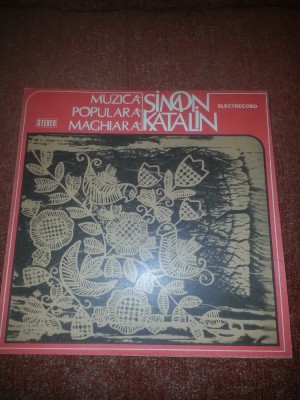 MUZICĂ
POPULARĂ
MAGHIARĂ
SIMON
KATALIN
ELECTRECORD
STEREO